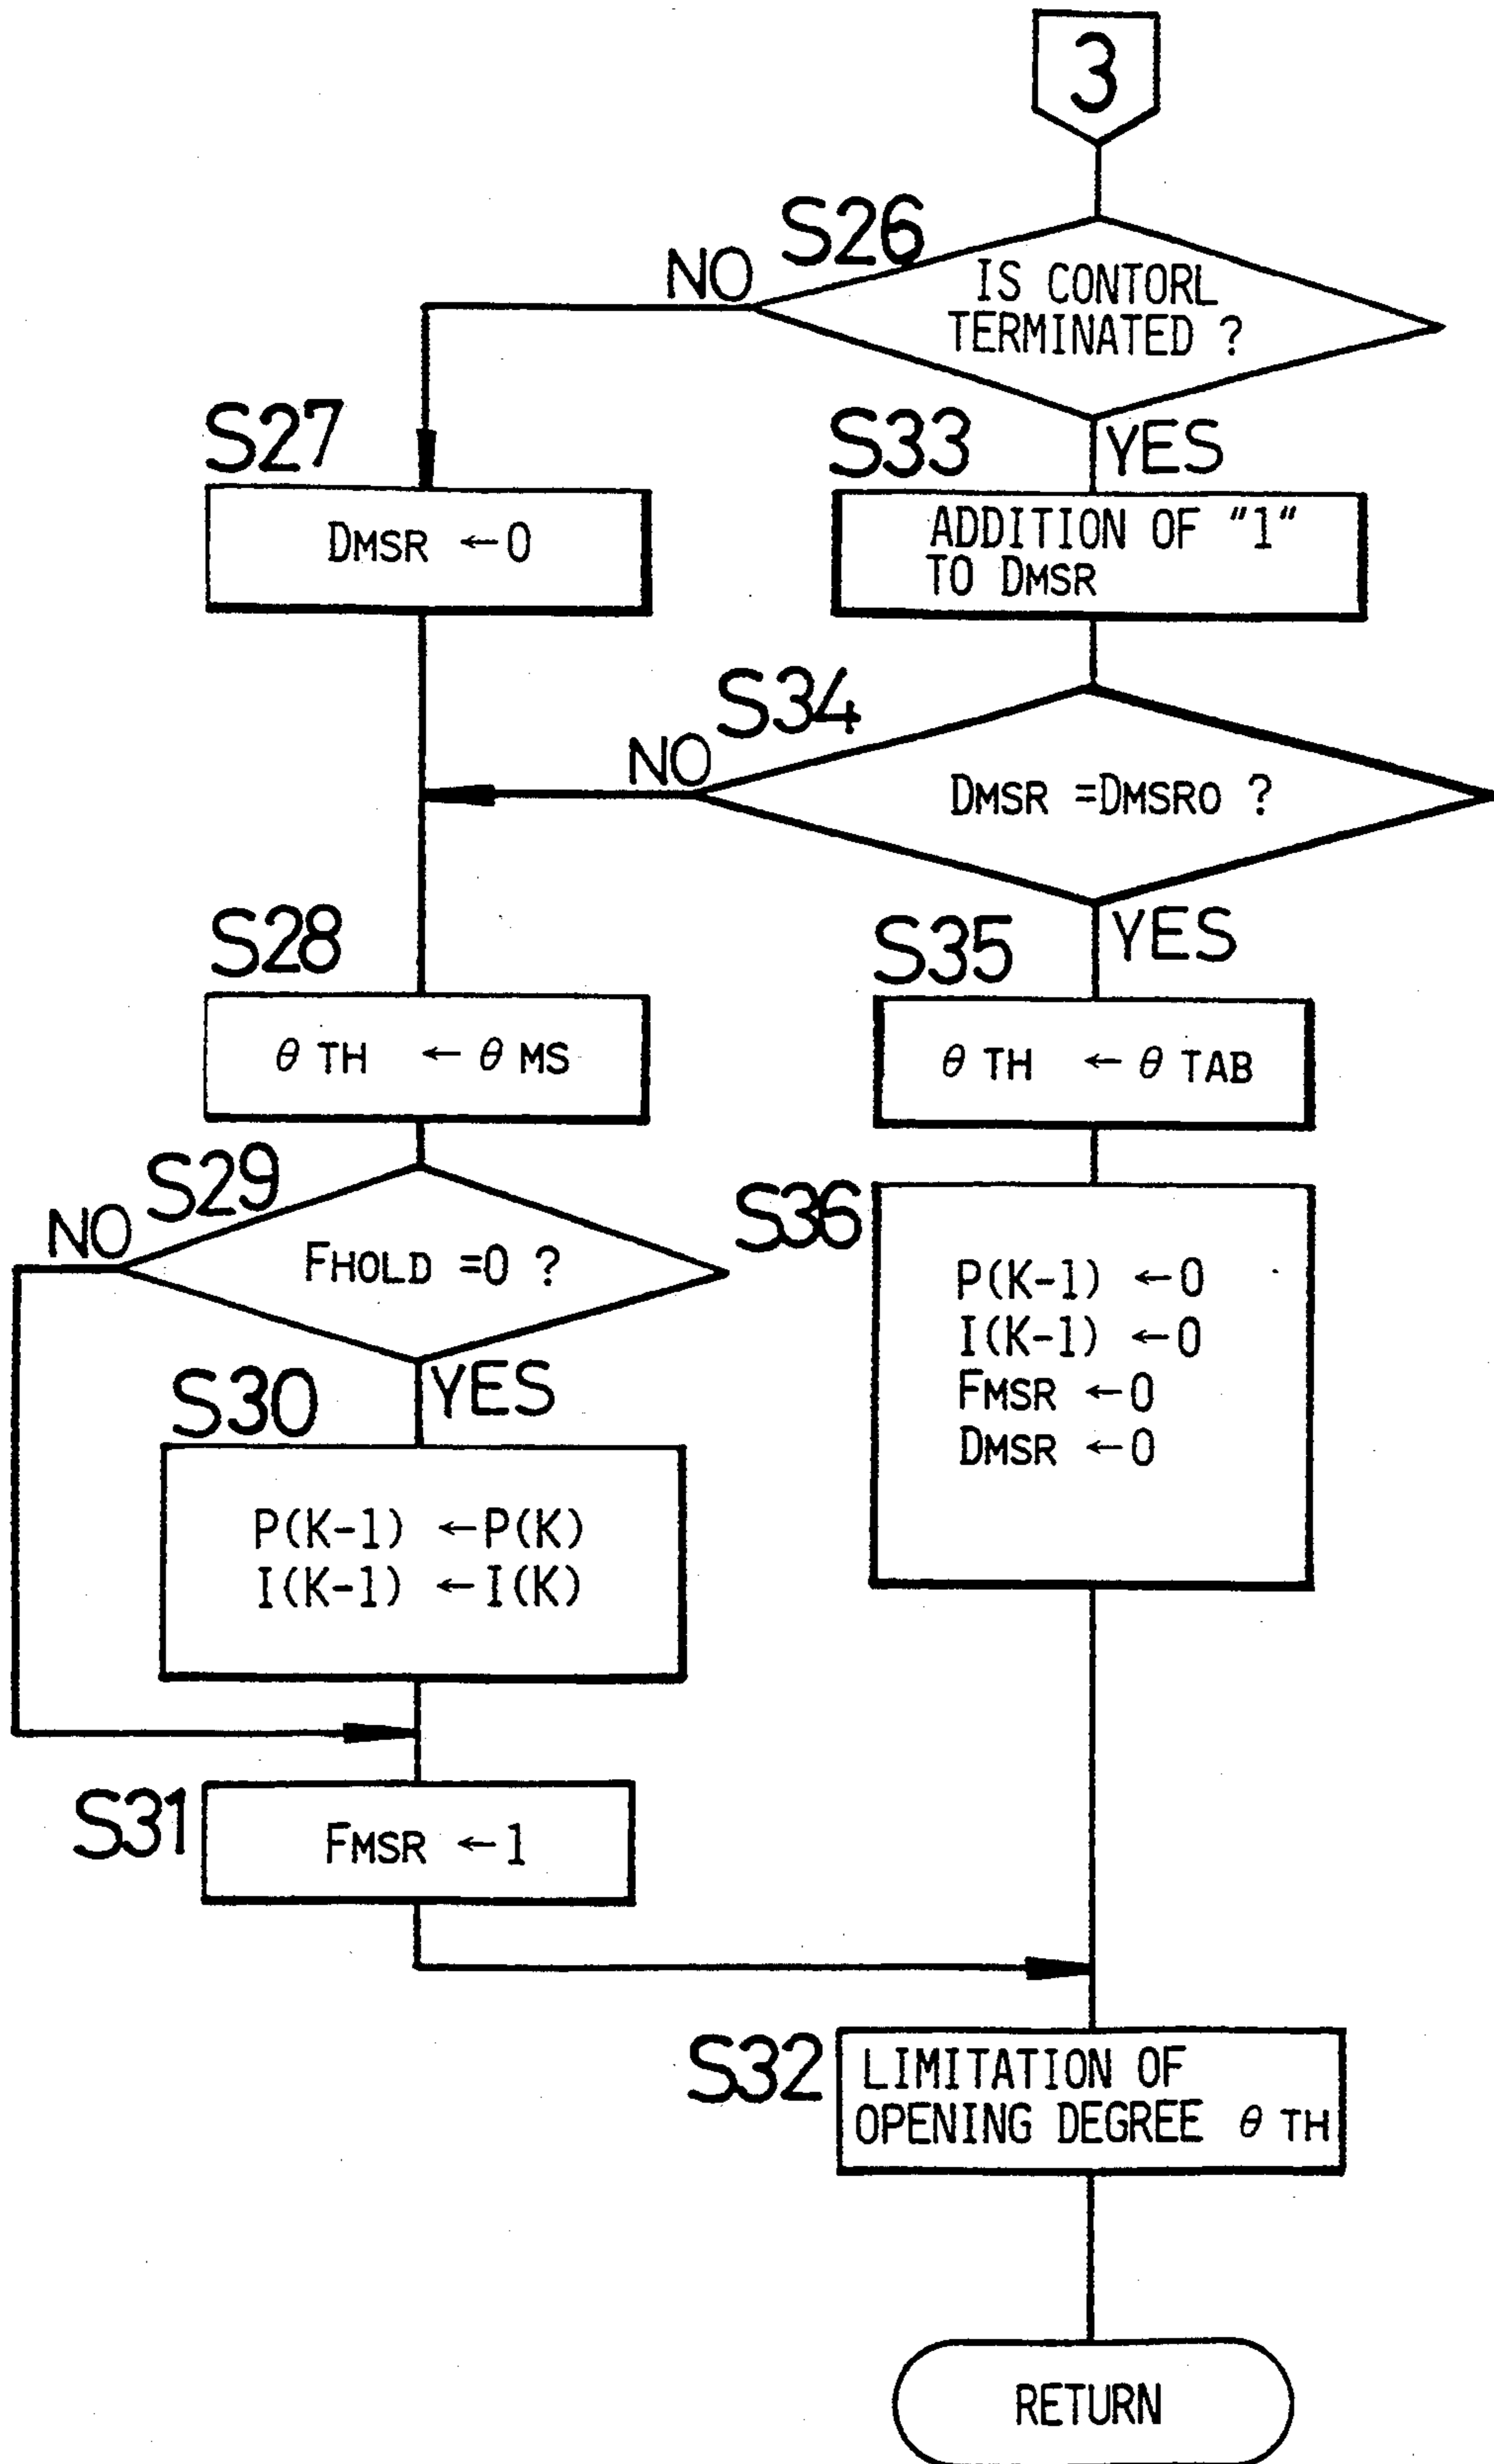 3
S26
NO
IS CONTORL
TERMINATED ?
YES
S27
DMSR ←0
S33
ADDITION OF "1"
TO DMSR
S34
NO
DMSR =DMSRO ?
YES
S28
θ TH ← θ MS
S35
θ TH ← θ TAB
S29
NO
FHOLD =0 ?
YES
S36
P(K-1) ←0
I(K-1) ←0
FMSR ←0
DMSR ←0
S30
P(K-1) ←P(K)
I(K-1) ←I(K)
S31
FMSR ←1
S32
LIMITATION OF
OPENING DEGREE θ TH
RETURN